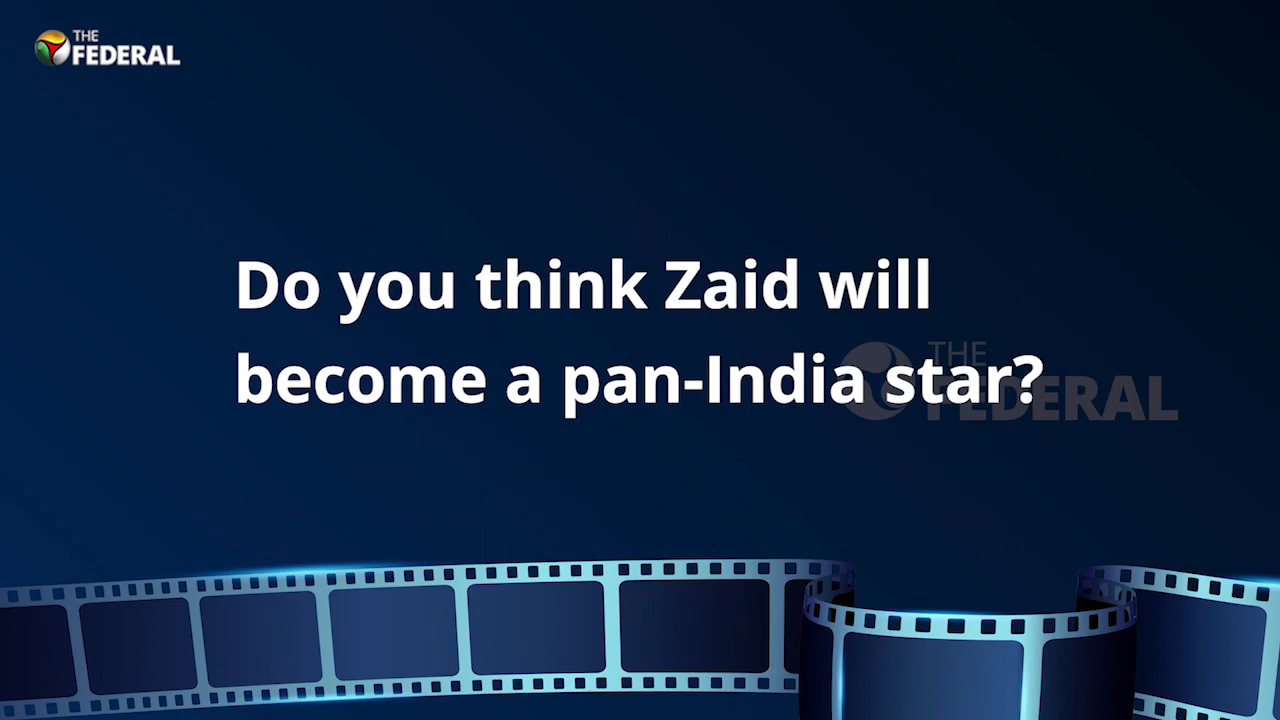 THE
FEDERAL
Do you think Zaid will
become a pan-India star?
THE
FEDERAL